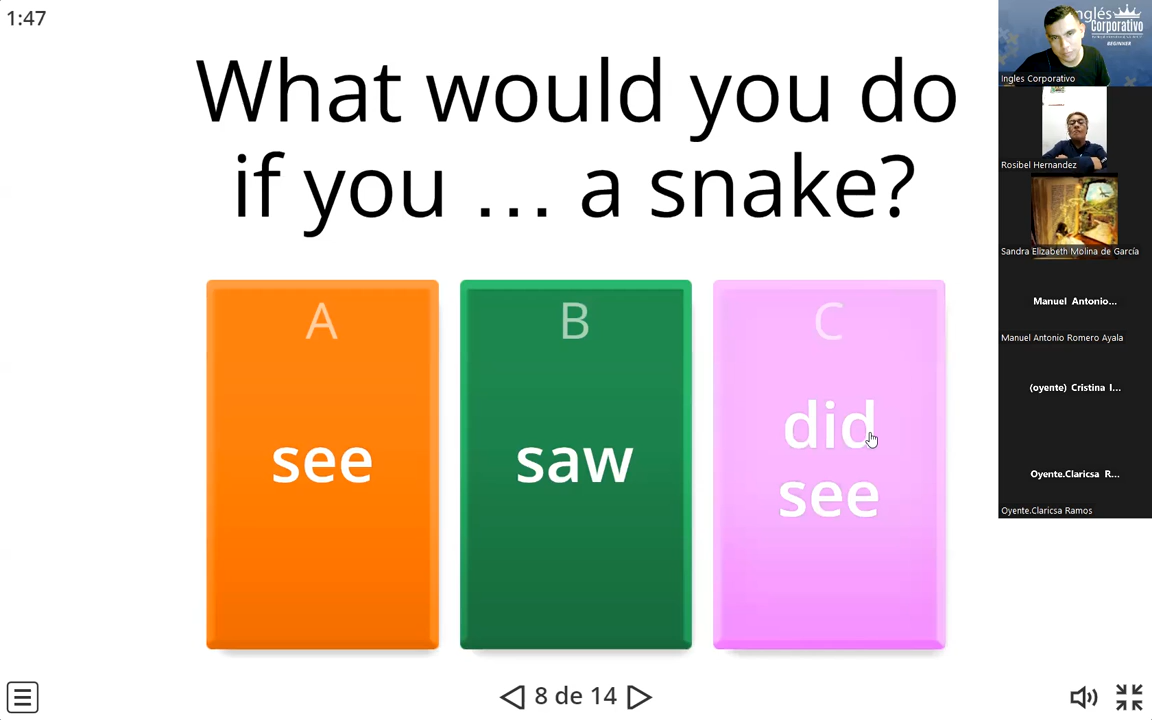 1:47
What would you do
if you ... a snake?
A
see
B
saw
C
did
see
8 de 14
Inglés
Corporativo
BEGINNER
Ingles Corporativo
Rosibel Hernandez
Sandra Elizabeth Molina de García
Manuel Antonio...
Manuel Antonio Romero Ayala
(oyente) Cristina I...
Oyente.Claricsa R...
Oyente.Claricsa Ramos